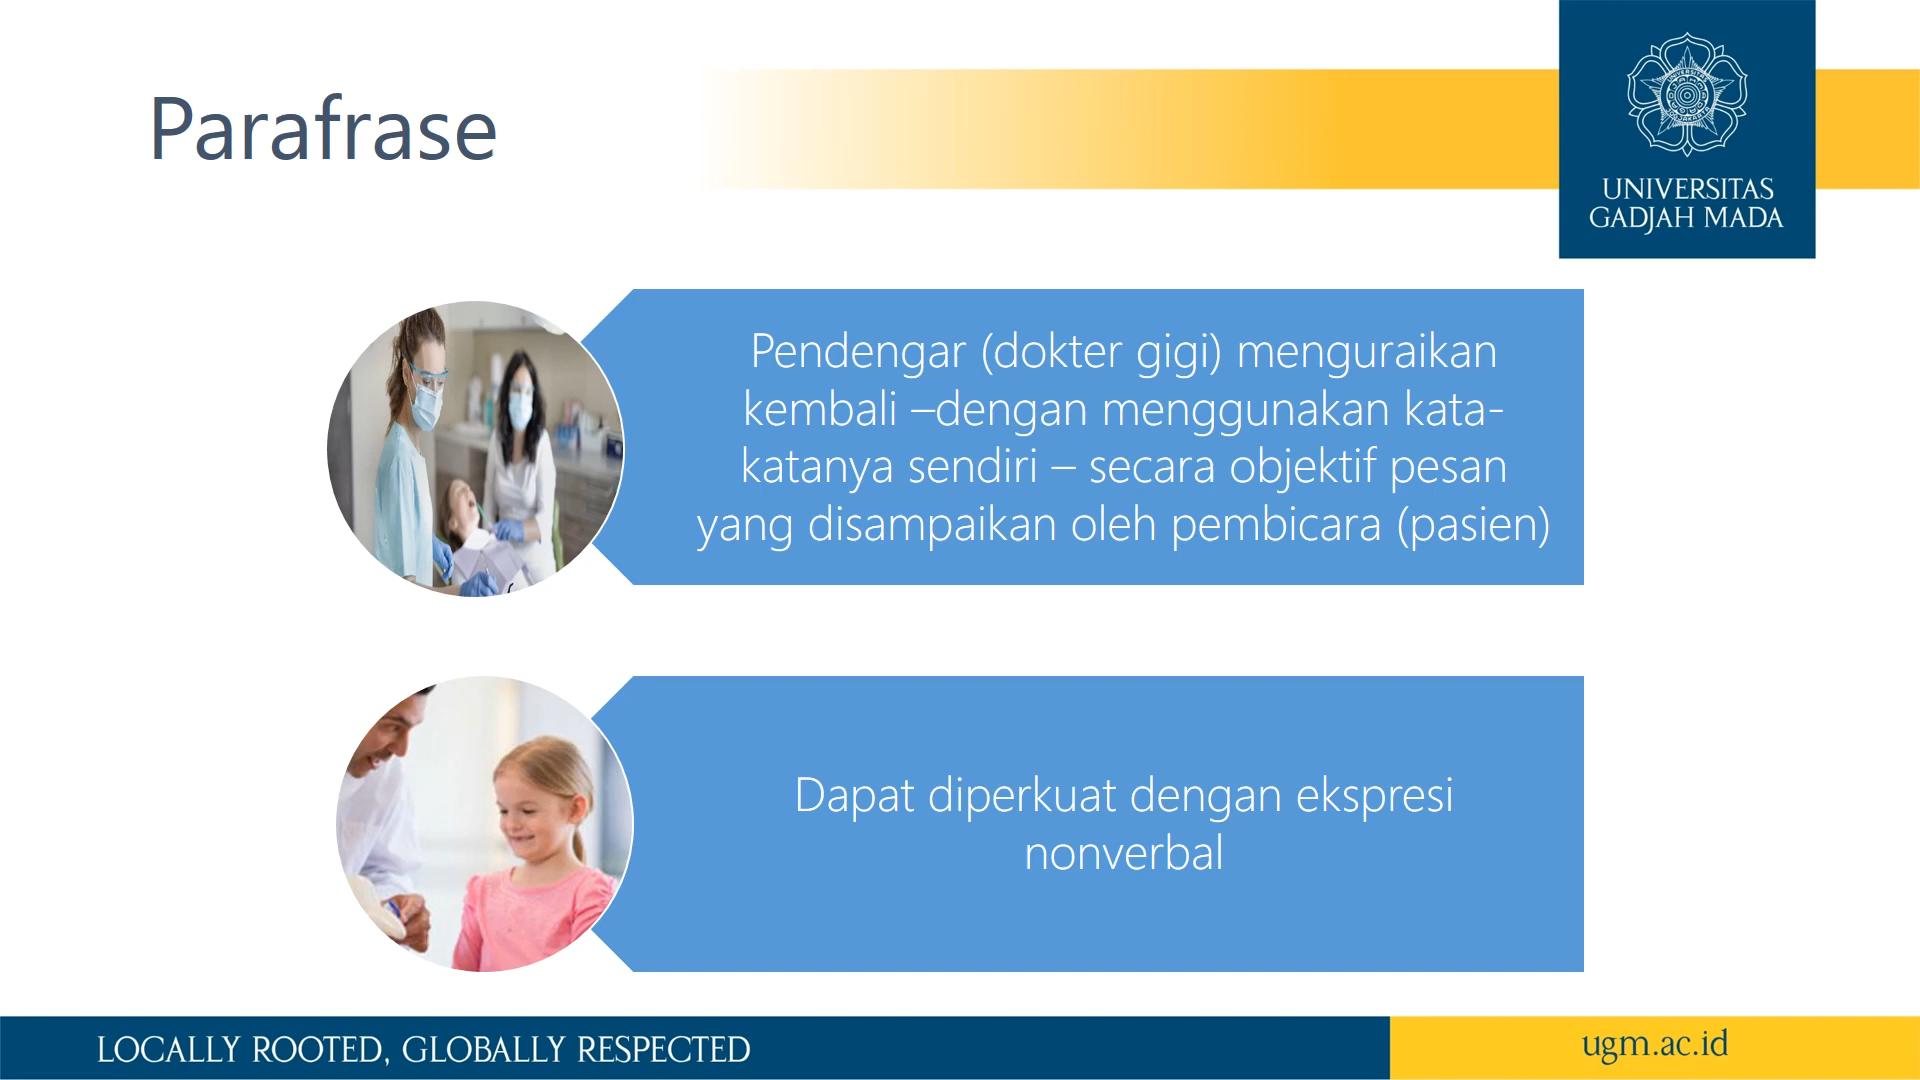 Parafrase
UNIVERSITAS
GADJAH MADA
Pendengar (dokter gigi) menguraikan
kembali –dengan menggunakan kata-
katanya sendiri – secara objektif pesan
yang disampaikan oleh pembicara (pasien)
Dapat diperkuat dengan ekspresi
nonverbal
LOCALLY ROOTED, GLOBALLY RESPECTED
ugm.ac.id